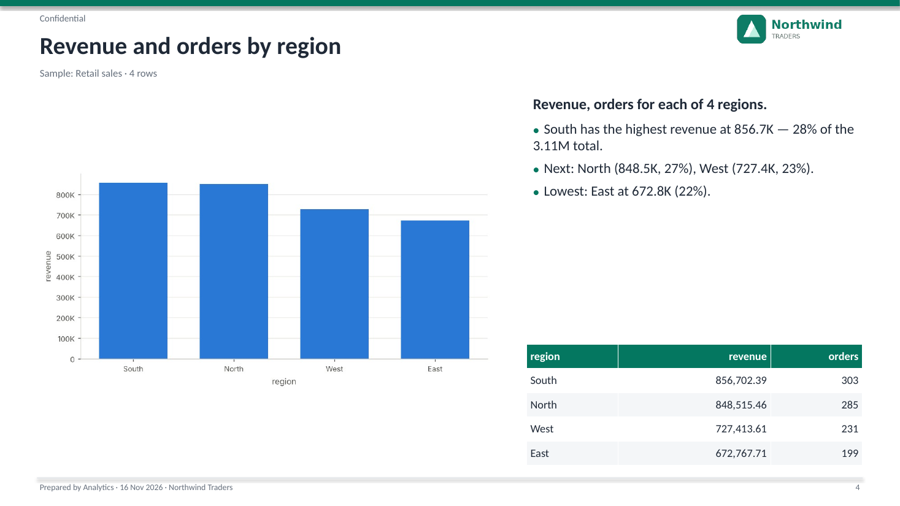 Confidential
Northwind
TRADERS
Revenue and orders by region
Sample: Retail sales · 4 rows
Revenue, orders for each of 4 regions.
• South has the highest revenue at 856.7K — 28% of the
3.11M total.
• Next: North (848.5K, 27%), West (727.4K, 23%).
• Lowest: East at 672.8K (22%).
800K
700K
600K
500K
400K
300K
200K
100K
0
revenue
South North West East
region
region revenue orders
South 856,702.39 303
North 848,515.46 285
West 727,413.61 231
East 672,767.71 199
Prepared by Analytics · 16 Nov 2026 · Northwind Traders
4